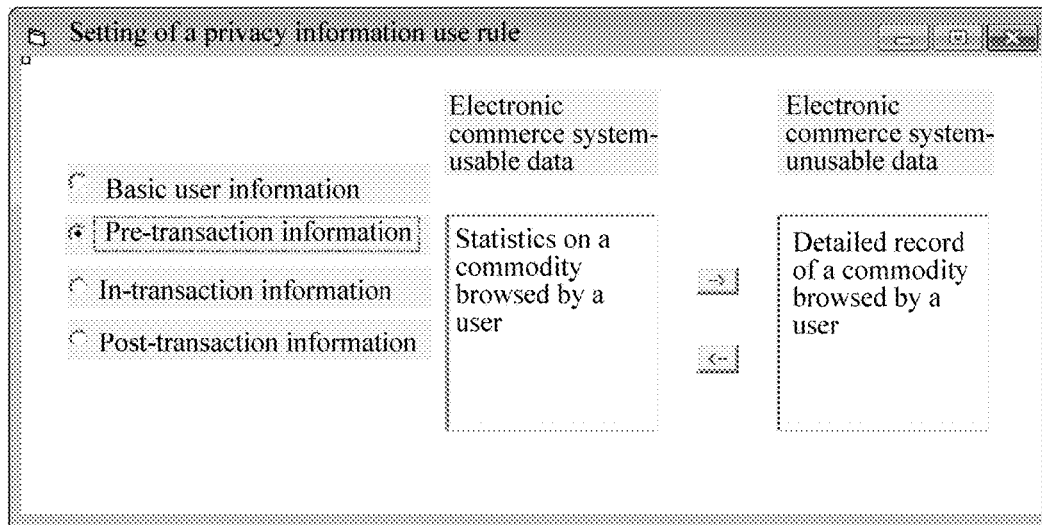 Setting of a privacy information use rule
Basic user information
Pre-transaction information
In-transaction information
Post-transaction information
Electronic
commerce system-
usable data
Statistics on a
commodity
browsed by a
user
-->
<--
Electronic
commerce system-
unusable data
Detailed record
of a commodity
browsed by a
user